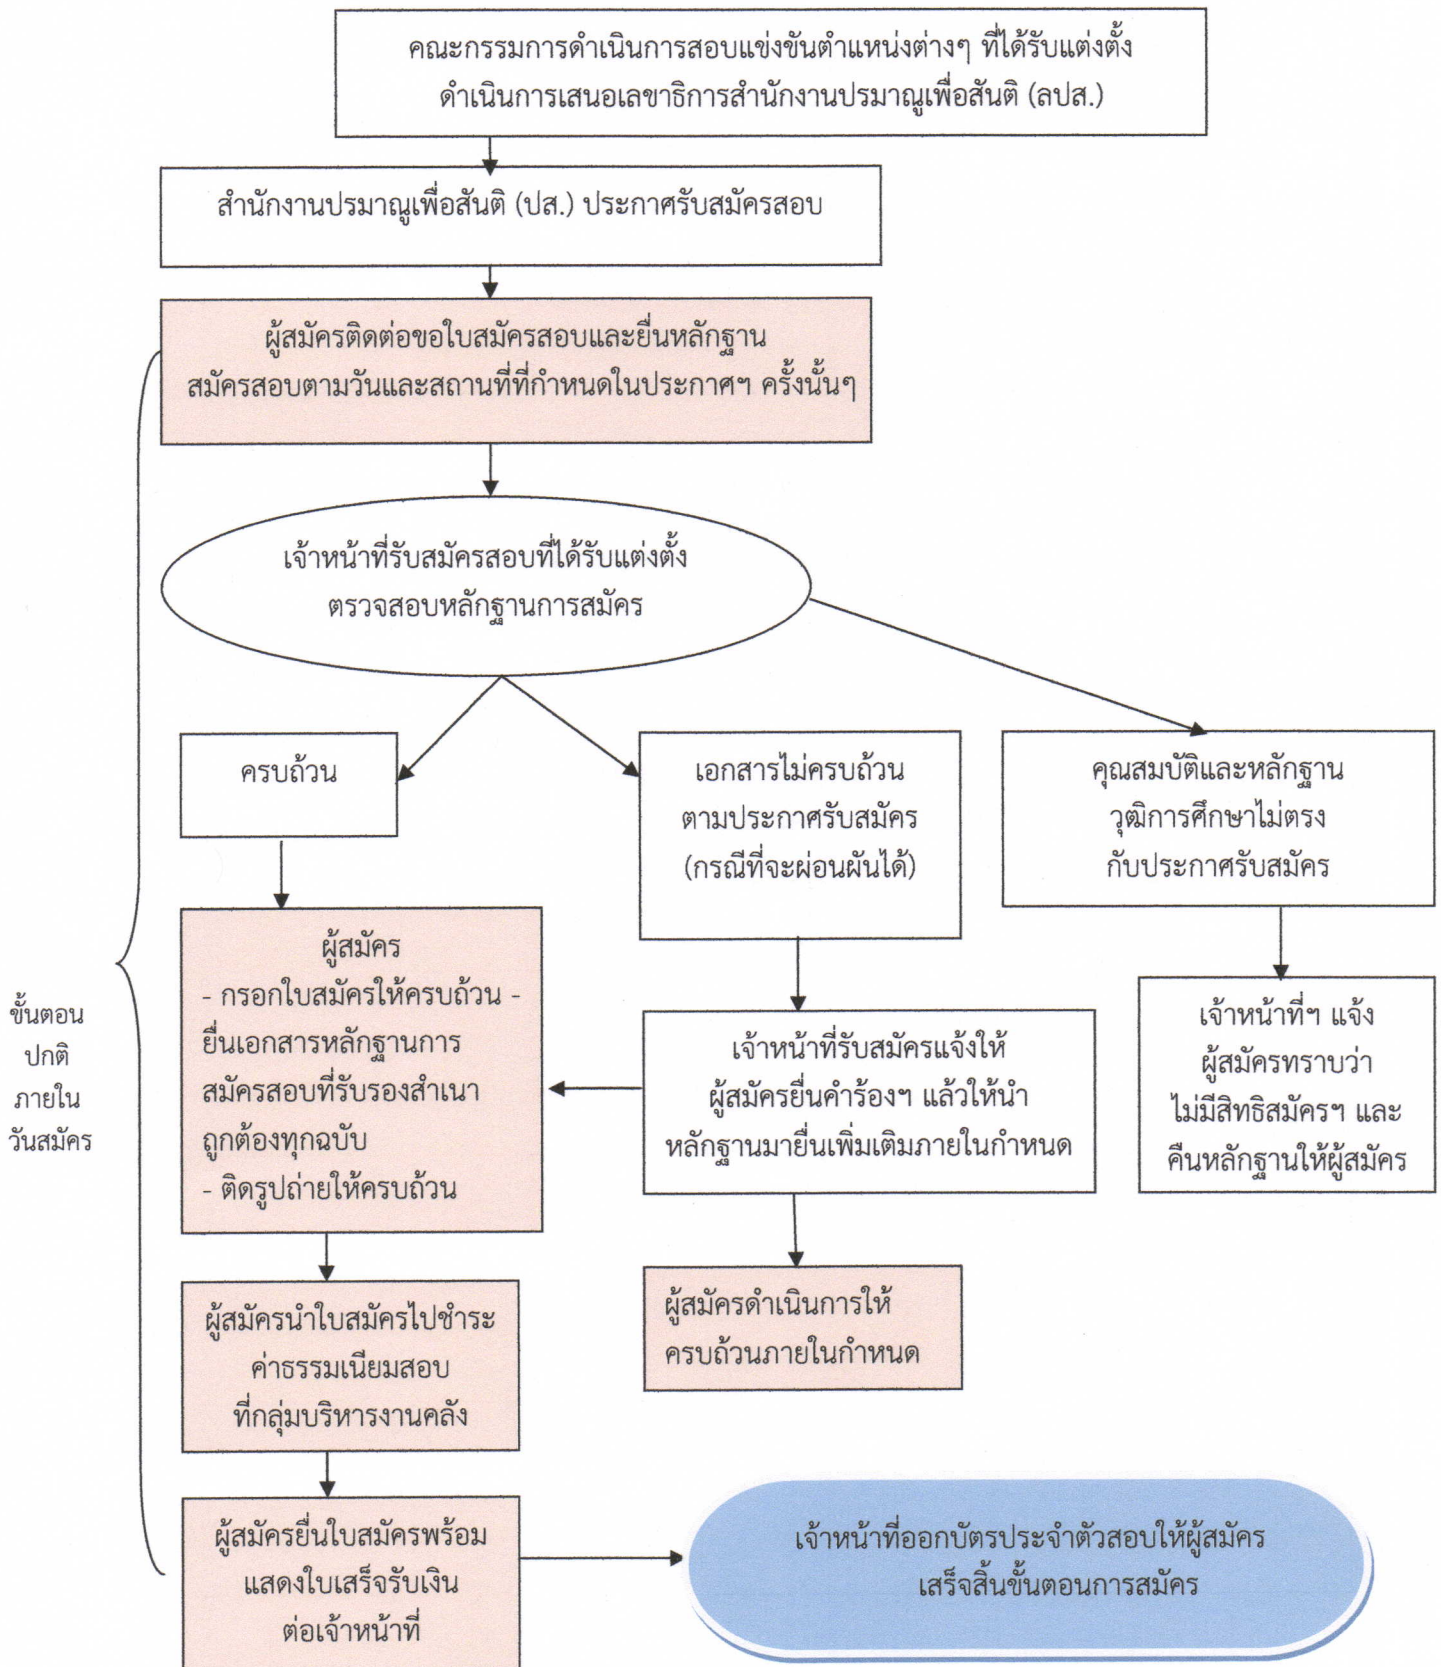 คณะกรรมการดำเนินการสอบแข่งขันตำแหน่งต่างๆ ที่ได้รับแต่งตั้ง
ดำเนินการเสนอเลขาธิการสำนักงานปรมาณูเพื่อสันติ (ลปส.)
สำนักงานปรมาณูเพื่อสันติ (ปส.) ประกาศรับสมัครสอบ
ผู้สมัครติดต่อขอใบสมัครสอบและยื่นหลักฐาน
สมัครสอบตามวันและสถานที่ที่กำหนดในประกาศฯ ครั้งนั้นๆ
เจ้าหน้าที่รับสมัครสอบที่ได้รับแต่งตั้ง
ตรวจสอบหลักฐานการสมัคร
ครบถ้วน
เอกสารไม่ครบถ้วน
ตามประกาศรับสมัคร
(กรณีที่จะผ่อนผันได้)
คุณสมบัติและหลักฐาน
วุฒิการศึกษาไม่ตรง
กับประกาศรับสมัคร
ขั้นตอน
ปกติ
ภายใน
วันสมัคร
ผู้สมัคร
- กรอกใบสมัครให้ครบถ้วน -
ยื่นเอกสารหลักฐานการ
สมัครสอบที่รับรองสำเนา
ถูกต้องทุกฉบับ
- ติดรูปถ่ายให้ครบถ้วน
เจ้าหน้าที่รับสมัครแจ้งให้
ผู้สมัครยื่นคำร้องฯ แล้วให้นำ
หลักฐานมายื่นเพิ่มเติมภายในกำหนด
เจ้าหน้าที่ฯ แจ้ง
ผู้สมัครทราบว่า
ไม่มีสิทธิสมัครฯ และ
คืนหลักฐานให้ผู้สมัคร
ผู้สมัครนำใบสมัครไปชำระ
ค่าธรรมเนียมสอบ
ที่กลุ่มบริหารงานคลัง
ผู้สมัครดำเนินการให้
ครบถ้วนภายในกำหนด
ผู้สมัครยื่นใบสมัครพร้อม
แสดงใบเสร็จรับเงิน
ต่อเจ้าหน้าที่
เจ้าหน้าที่ออกบัตรประจำตัวสอบให้ผู้สมัคร
เสร็จสิ้นขั้นตอนการสมัคร